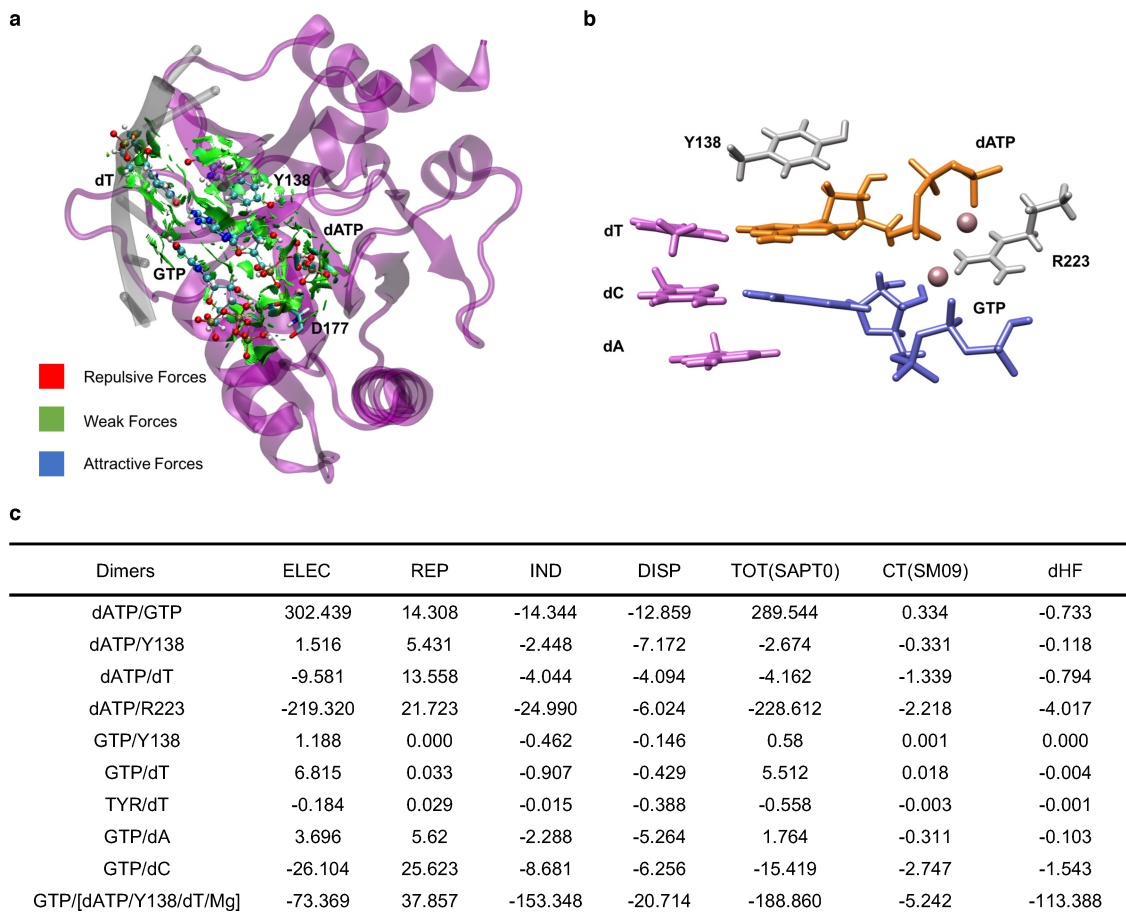 a
dT
Y138
dATP
GTP
D177
Repulsive Forces
Weak Forces
Attractive Forces
b
Y138
dATP
dT
R223
dC
GTP
dA
c
Dimers ELEC REP IND DISP TOT(SAPT0) CT(SM09) dHF
dATP/GTP 302.439 14.308 -14.344 -12.859 289.544 0.334 -0.733
dATP/Y138 1.516 5.431 -2.448 -7.172 -2.674 -0.331 -0.118
dATP/dT -9.581 13.558 -4.044 -4.094 -4.162 -1.339 -0.794
dATP/R223 -219.320 21.723 -24.990 -6.024 -228.612 -2.218 -4.017
GTP/Y138 1.188 0.000 -0.462 -0.146 0.58 0.001 0.000
GTP/dT 6.815 0.033 -0.907 -0.429 5.512 0.018 -0.004
TYR/dT -0.184 0.029 -0.015 -0.388 -0.558 -0.003 -0.001
GTP/dA 3.696 5.62 -2.288 -5.264 1.764 -0.311 -0.103
GTP/dC -26.104 25.623 -8.681 -6.256 -15.419 -2.747 -1.543
GTP/[dATP/Y138/dT/Mg] -73.369 37.857 -153.348 -20.714 -188.860 -5.242 -113.388